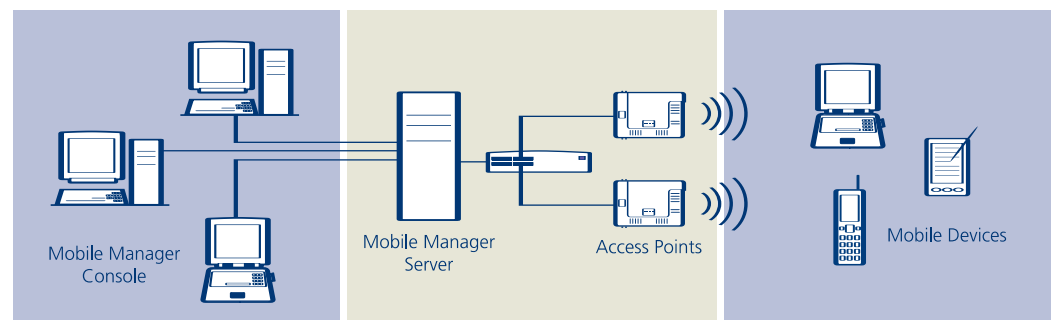 Mobile Manager
Console
Mobile Manager
Server
Access Points
Mobile Devices